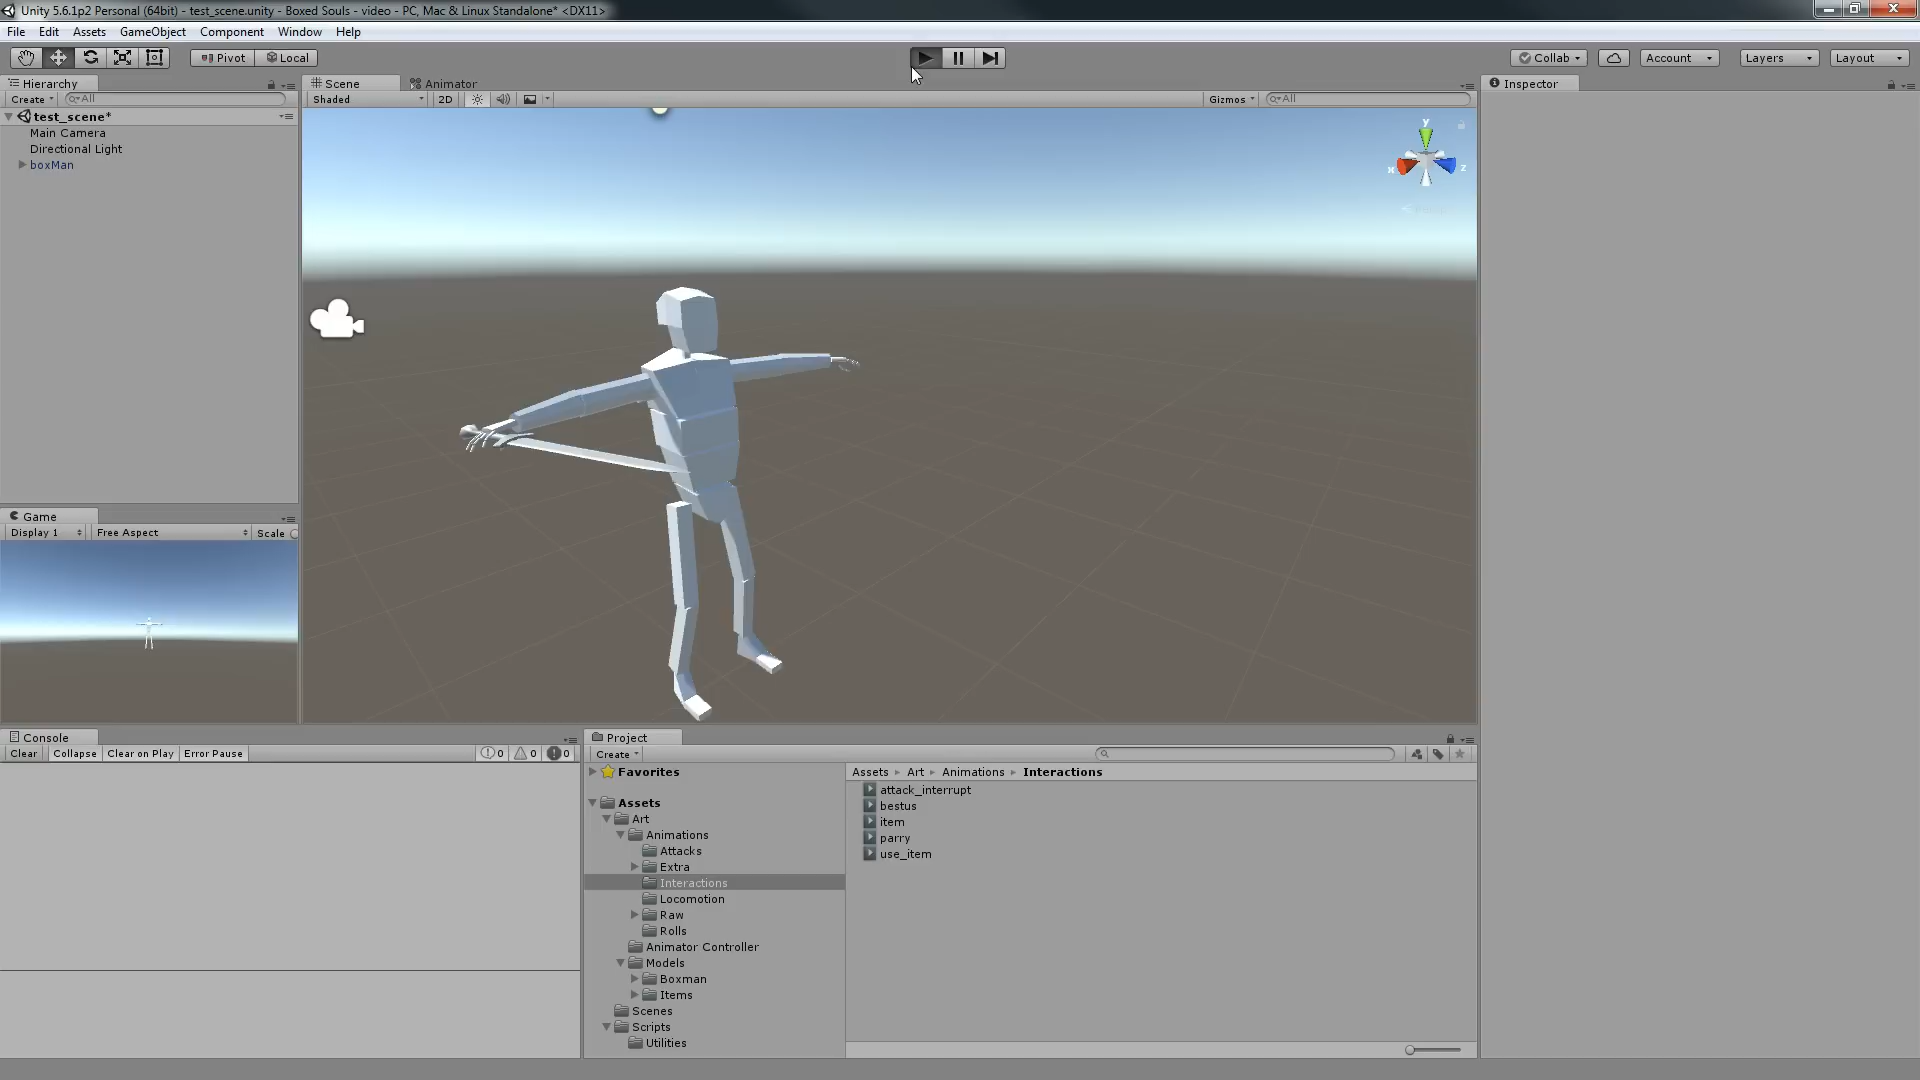 Unity 5.6.1p2 Personal (64bit) - test_scene.unity - Boxed Souls - video - PC, Mac & Linux Standalone* <DX11>
File Edit Assets GameObject Component Window Help
Pivot Local Collab Account Layers Layout
Hierarchy
Create All
test_scene*
Main Camera
Directional Light
boxMan
Scene Animator
Shaded 2D Gizmos All
y
x z
Inspector
Game
Display 1 Free Aspect Scale
Console
Clear Collapse Clear on Play Error Pause 0 0 0
Project
Create
Favorites
Assets
Art
Animations
Attacks
Extra
Interactions
Locomotion
Raw
Rolls
Animator Controller
Models
Boxman
Items
Scenes
Scripts
Utilities
Assets Art Animations Interactions
attack_interrupt
bestus
item
parry
use_item